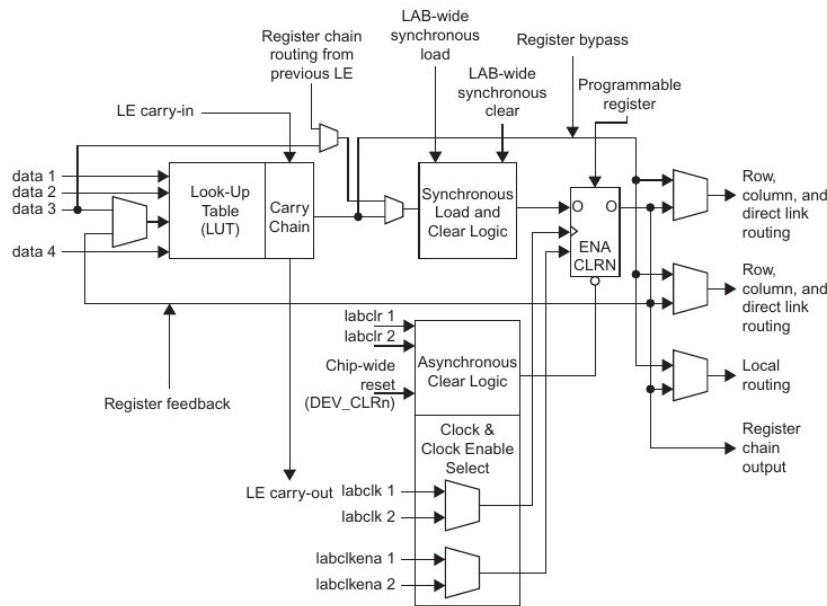 LAB-wide
synchronous
load
Register chain
routing from
previous LE
Register bypass
LAB-wide
synchronous
clear
Programmable
register
LE carry-in
data 1
data 2
data 3
data 4
Look-Up
Table
(LUT)
Carry
Chain
Synchronous
Load and
Clear Logic
O O
ENA
CLRN
Row,
column, and
direct link
routing
Row,
column, and
direct link
routing
Local
routing
Register
chain
output
labclr 1
labclr 2
Chip-wide
reset
(DEV_CLRn)
Asynchronous
Clear Logic
Register feedback
Clock &
Clock Enable
Select
LE carry-out
labclk 1
labclk 2
labclkena 1
labclkena 2